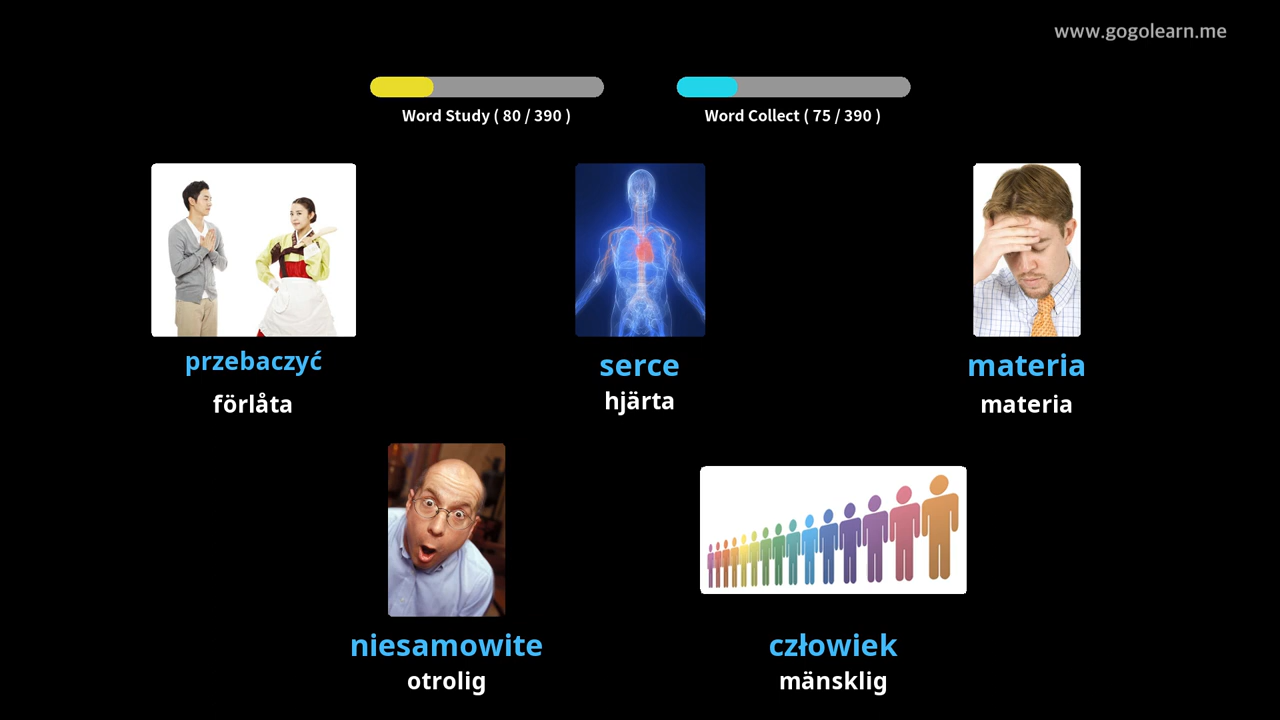 www.gogolearn.me
Word Study ( 80 / 390 )
Word Collect ( 75 / 390 )
przebaczyć
förlåta
serce
hjärta
materia
materia
niesamowite
otrolig
człowiek
mänsklig